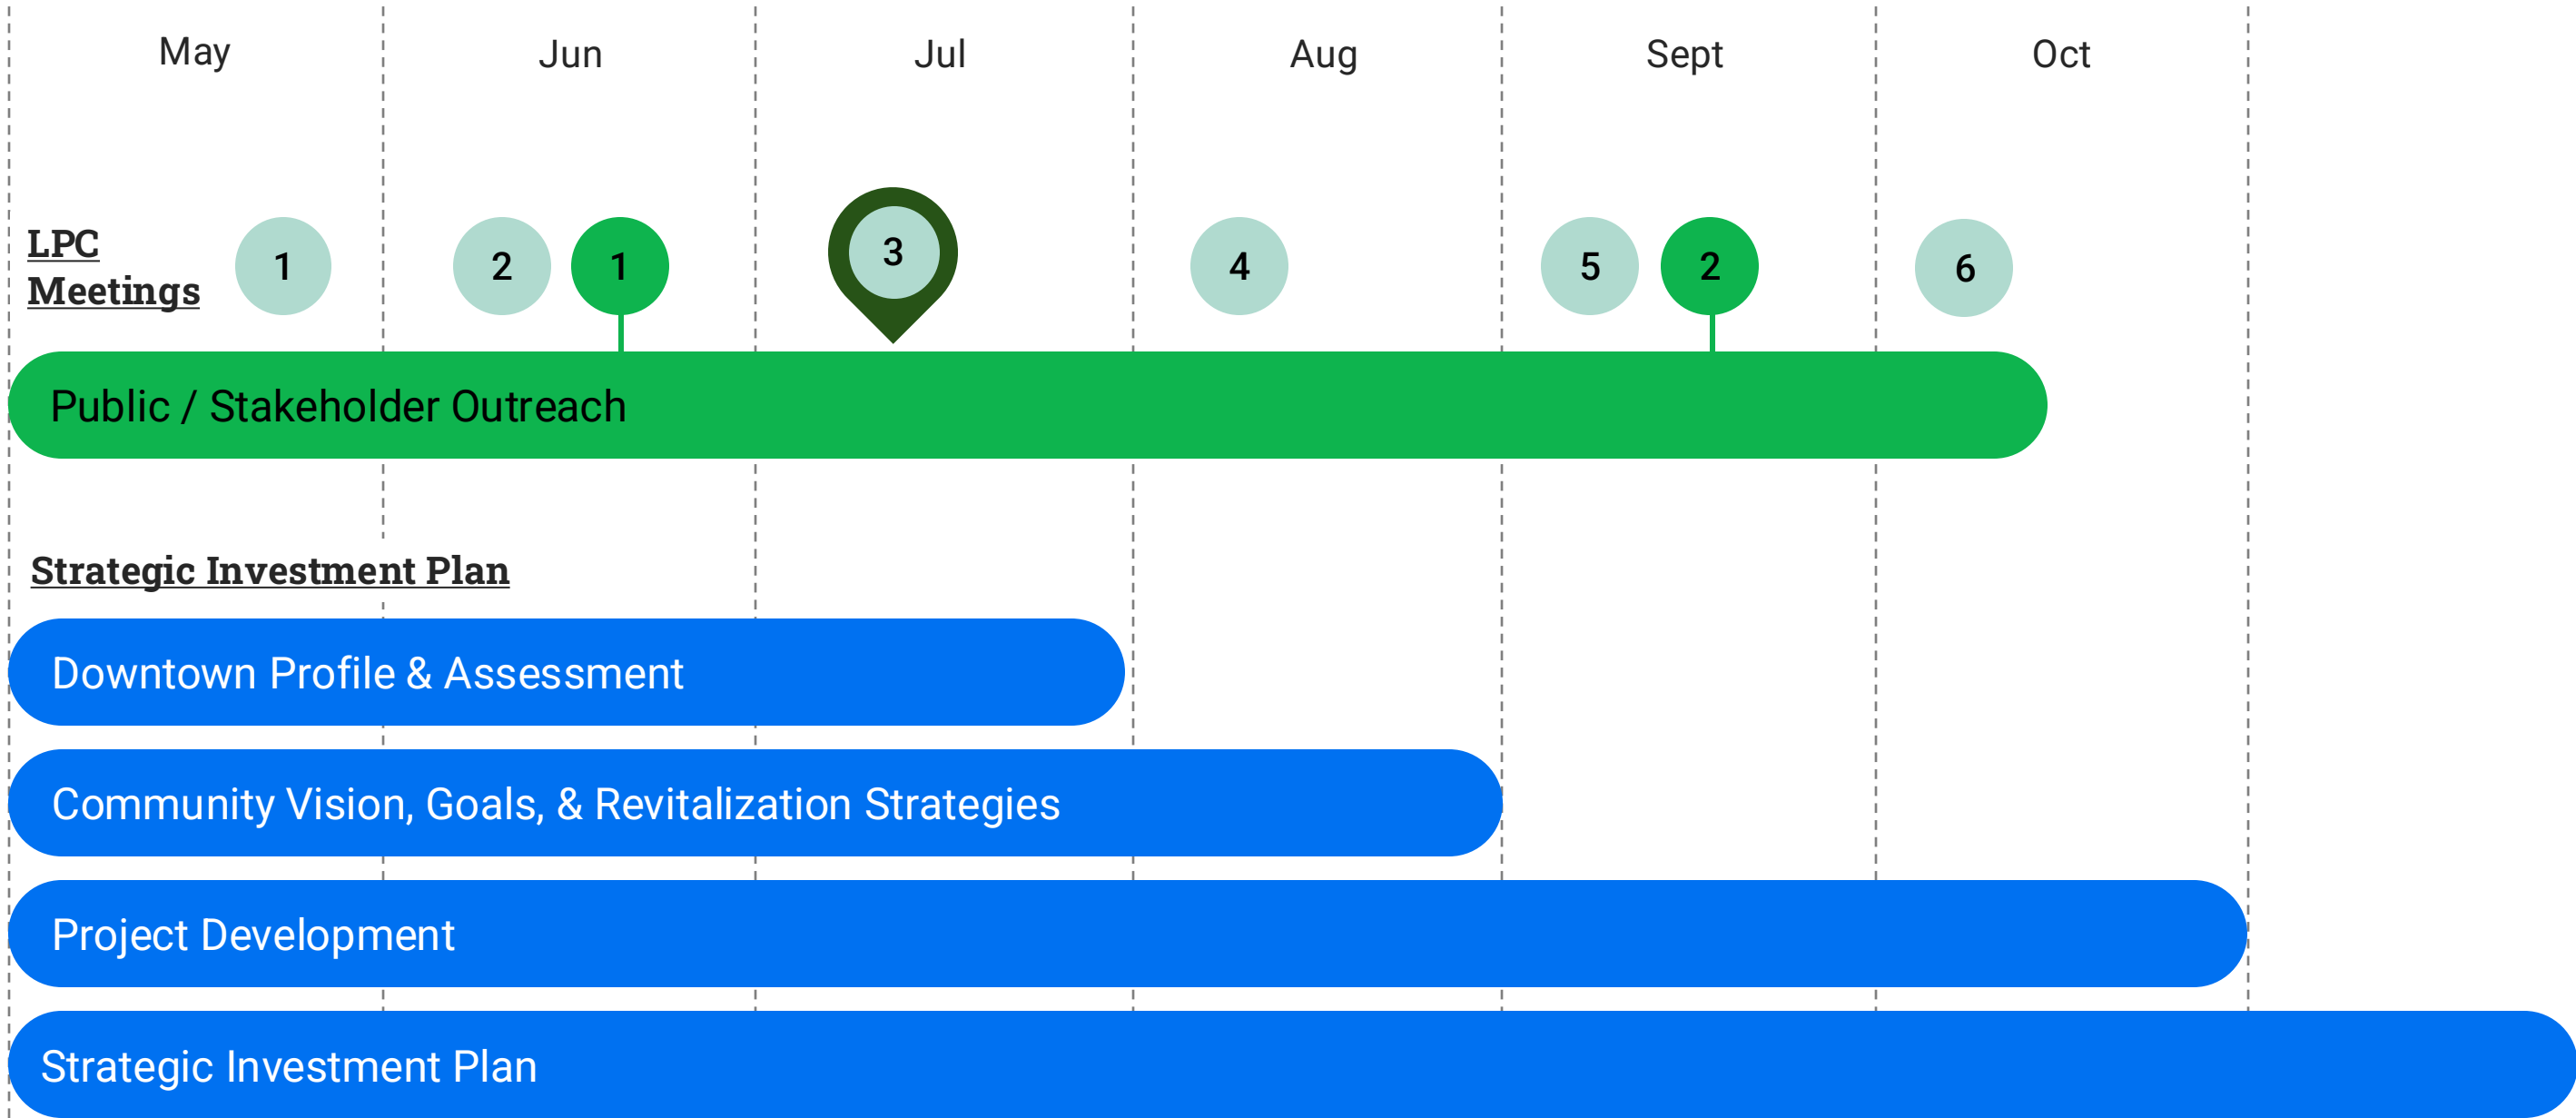 May Jun Jul Aug Sept Oct
LPC
Meetings
1 2 1 3 4 5 2 6
Public / Stakeholder Outreach
Strategic Investment Plan
Downtown Profile & Assessment
Community Vision, Goals, & Revitalization Strategies
Project Development
Strategic Investment Plan